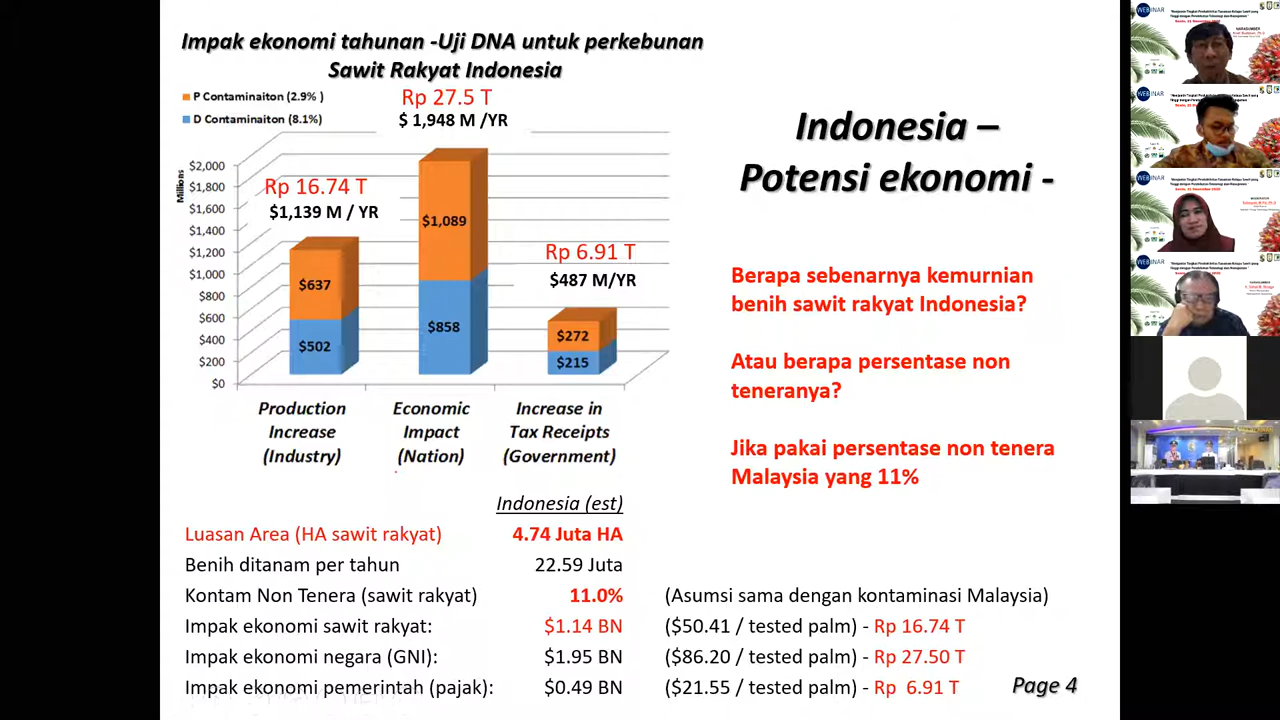 Impak ekonomi tahunan -Uji DNA untuk perkebunan
Sawit Rakyat Indonesia
P Contaminaiton (2.9% )
D Contaminaiton (8.1%)
Rp 27.5 T
$ 1,948 M /YR
Rp 16.74 T
$1,139 M / YR
Rp 6.91 T
$487 M/YR
Millions
$2,000
$1,800
$1,600
$1,400
$1,200
$1,000
$800
$600
$400
$200
$0
$637
$502
$1,089
$858
$272
$215
Production
Increase
(Industry)
Economic
Impact
(Nation)
Increase in
Tax Receipts
(Government)
Indonesia –
Potensi ekonomi -
Berapa sebenarnya kemurnian
benih sawit rakyat Indonesia?
Atau berapa persentase non
teneranya?
Jika pakai persentase non tenera
Malaysia yang 11%
Indonesia (est)
Luasan Area (HA sawit rakyat) 4.74 Juta HA
Benih ditanam per tahun 22.59 Juta
Kontam Non Tenera (sawit rakyat) 11.0% (Asumsi sama dengan kontaminasi Malaysia)
Impak ekonomi sawit rakyat: $1.14 BN ($50.41 / tested palm) - Rp 16.74 T
Impak ekonomi negara (GNI): $1.95 BN ($86.20 / tested palm) - Rp 27.50 T
Impak ekonomi pemerintah (pajak): $0.49 BN ($21.55 / tested palm) - Rp 6.91 T
Page 4
WEBINAR
NARASUMBER
WEBINAR
WEBINAR
WEBINAR